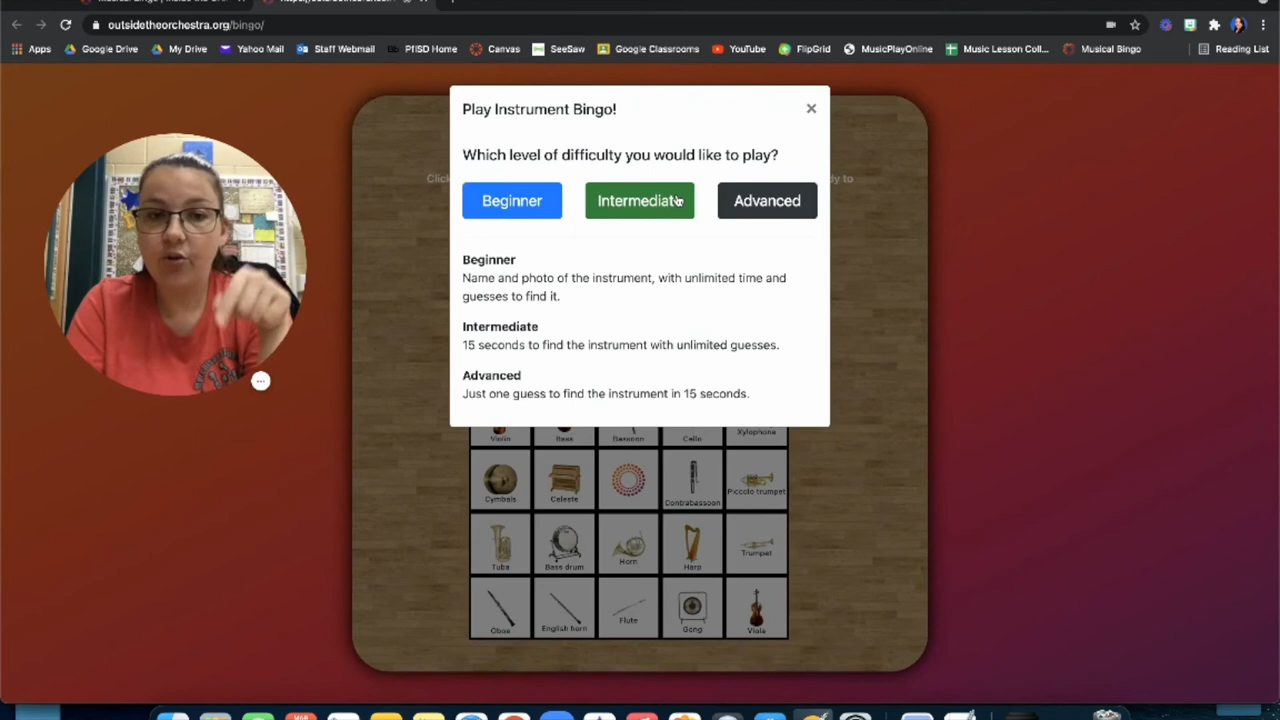 outsidetheorchestra.org/bingo/
Apps Google Drive My Drive Yahoo Mail Staff Webmail Bb PfISD Home Canvas SeeSaw Google Classrooms YouTube FlipGrid MusicPlayOnline Music Lesson Coll... Musical Bingo Reading List
Play Instrument Bingo! ×
Which level of difficulty you would like to play?
Beginner Intermediate Advanced
Click
dy to
Beginner
Name and photo of the instrument, with unlimited time and
guesses to find it.
Intermediate
15 seconds to find the instrument with unlimited guesses.
Advanced
Just one guess to find the instrument in 15 seconds.
Violin Bass Bassoon Cello Xylophone
Cymbals Celeste Contrabassoon Piccolo trumpet
Tuba Bass drum Horn Harp Trumpet
Oboe English horn Flute Gong Viola